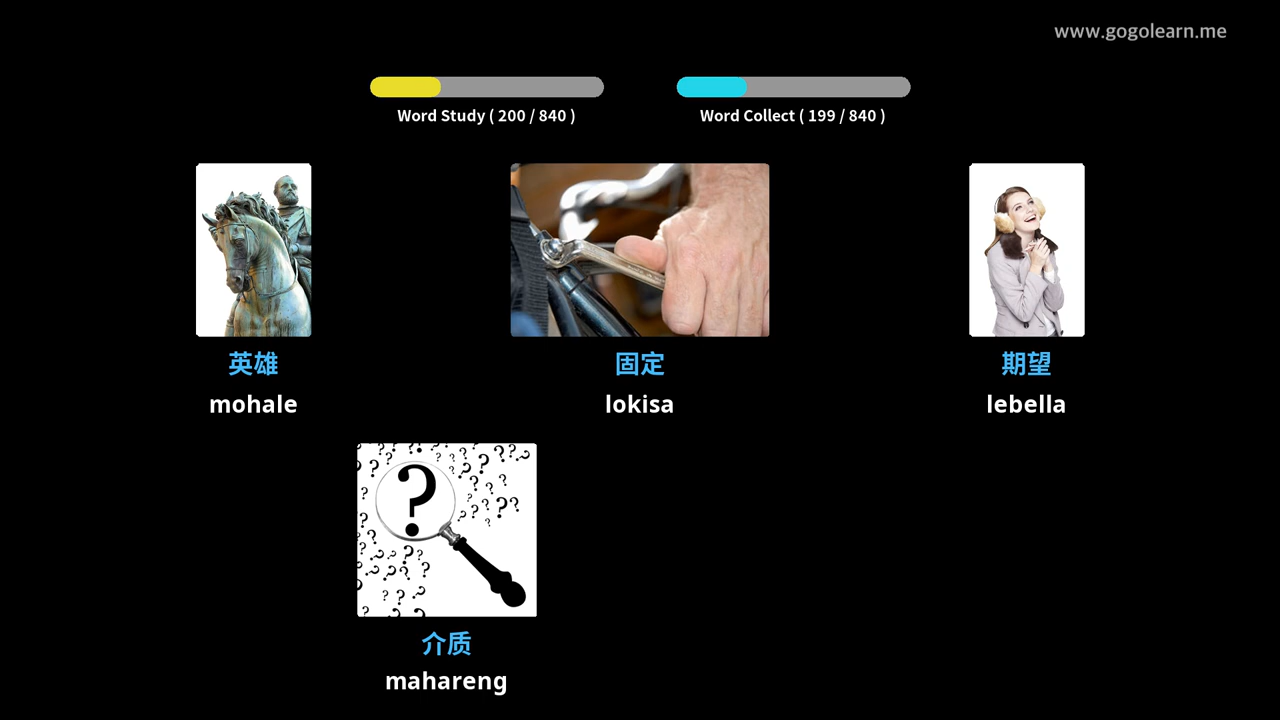 www.gogolearn.me
Word Study ( 200 / 840 )
Word Collect ( 199 / 840 )
英雄
mohale
固定
lokisa
期望
lebella
介质
mahareng